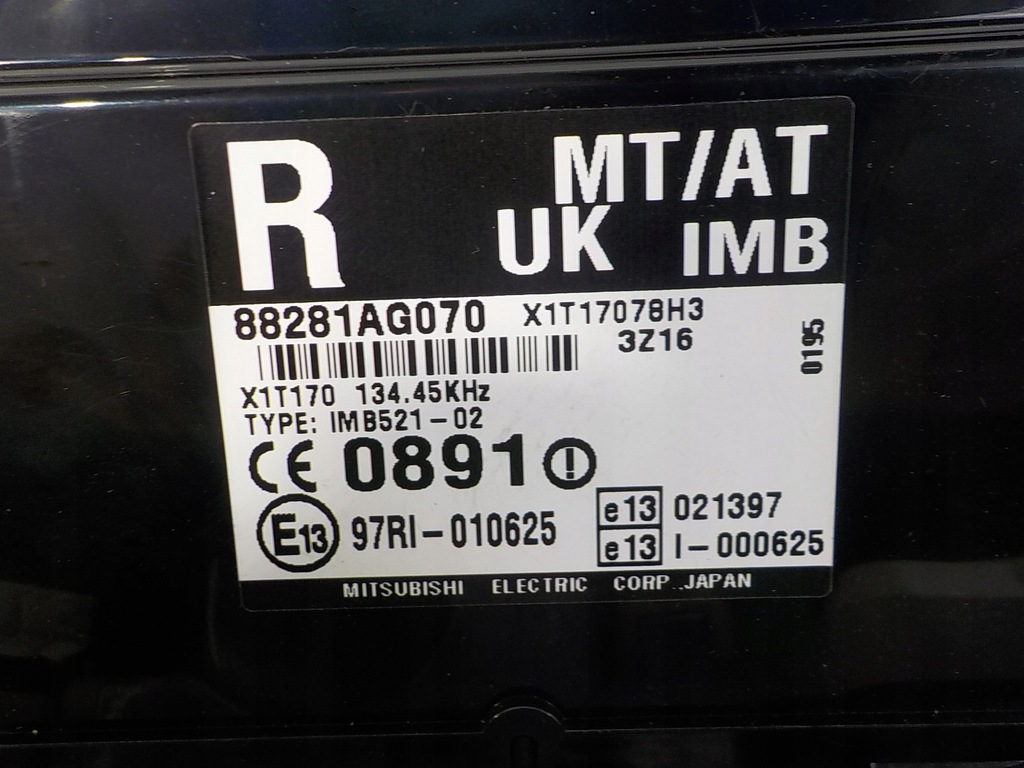 R MT/AT
UK IMB
88281AG070 X1T17078H3
3Z16
0195
X1T170 134.45KHz
TYPE: IMB521-02
CE 0891
E13 97RI-010625
e13 021397
e13 I-000625
MITSUBISHI ELECTRIC CORP. JAPAN